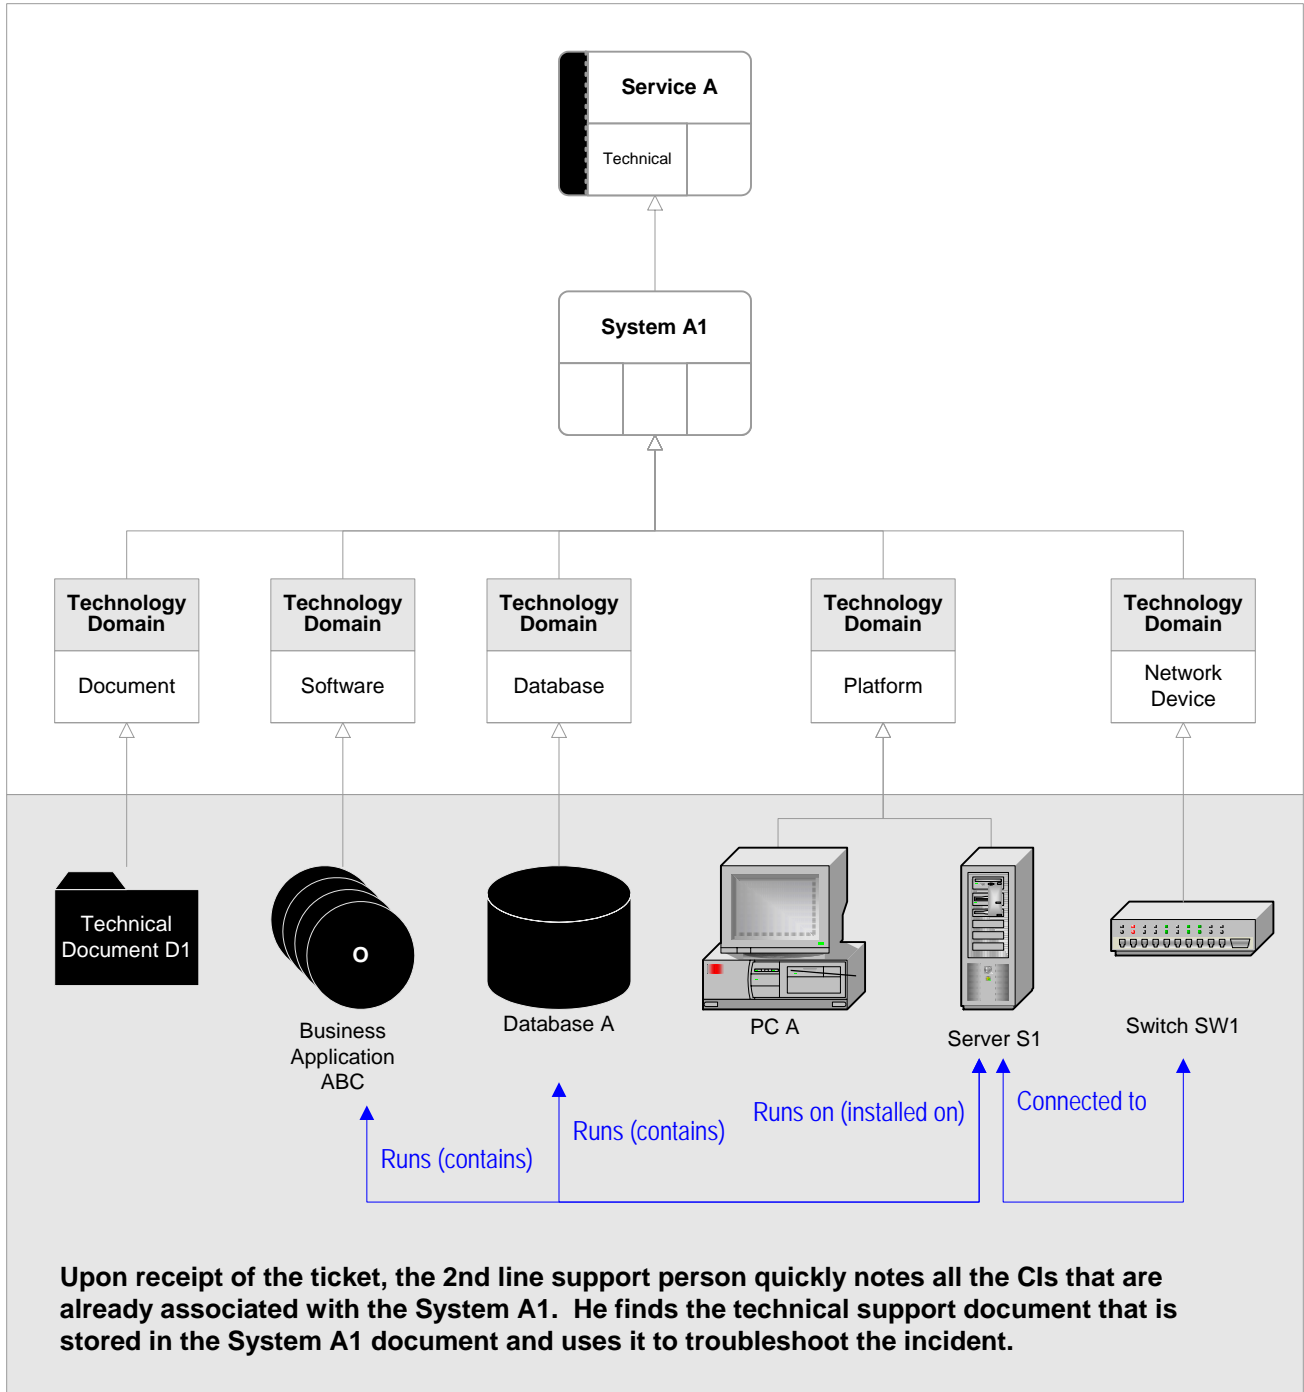 Service A
Technical
System A1
Technology
Domain
Document
Technology
Domain
Software
Technology
Domain
Database
Technology
Domain
Platform
Technology
Domain
Network
Device
Technical
Document D1
O
Business
Application
ABC
Database A
PC A
Server S1
Switch SW1
Runs (contains)
Runs (contains)
Runs on (installed on)
Connected to
Upon receipt of the ticket, the 2nd line support person quickly notes all the CIs that are
already associated with the System A1.  He finds the technical support document that is
stored in the System A1 document and uses it to troubleshoot the incident.